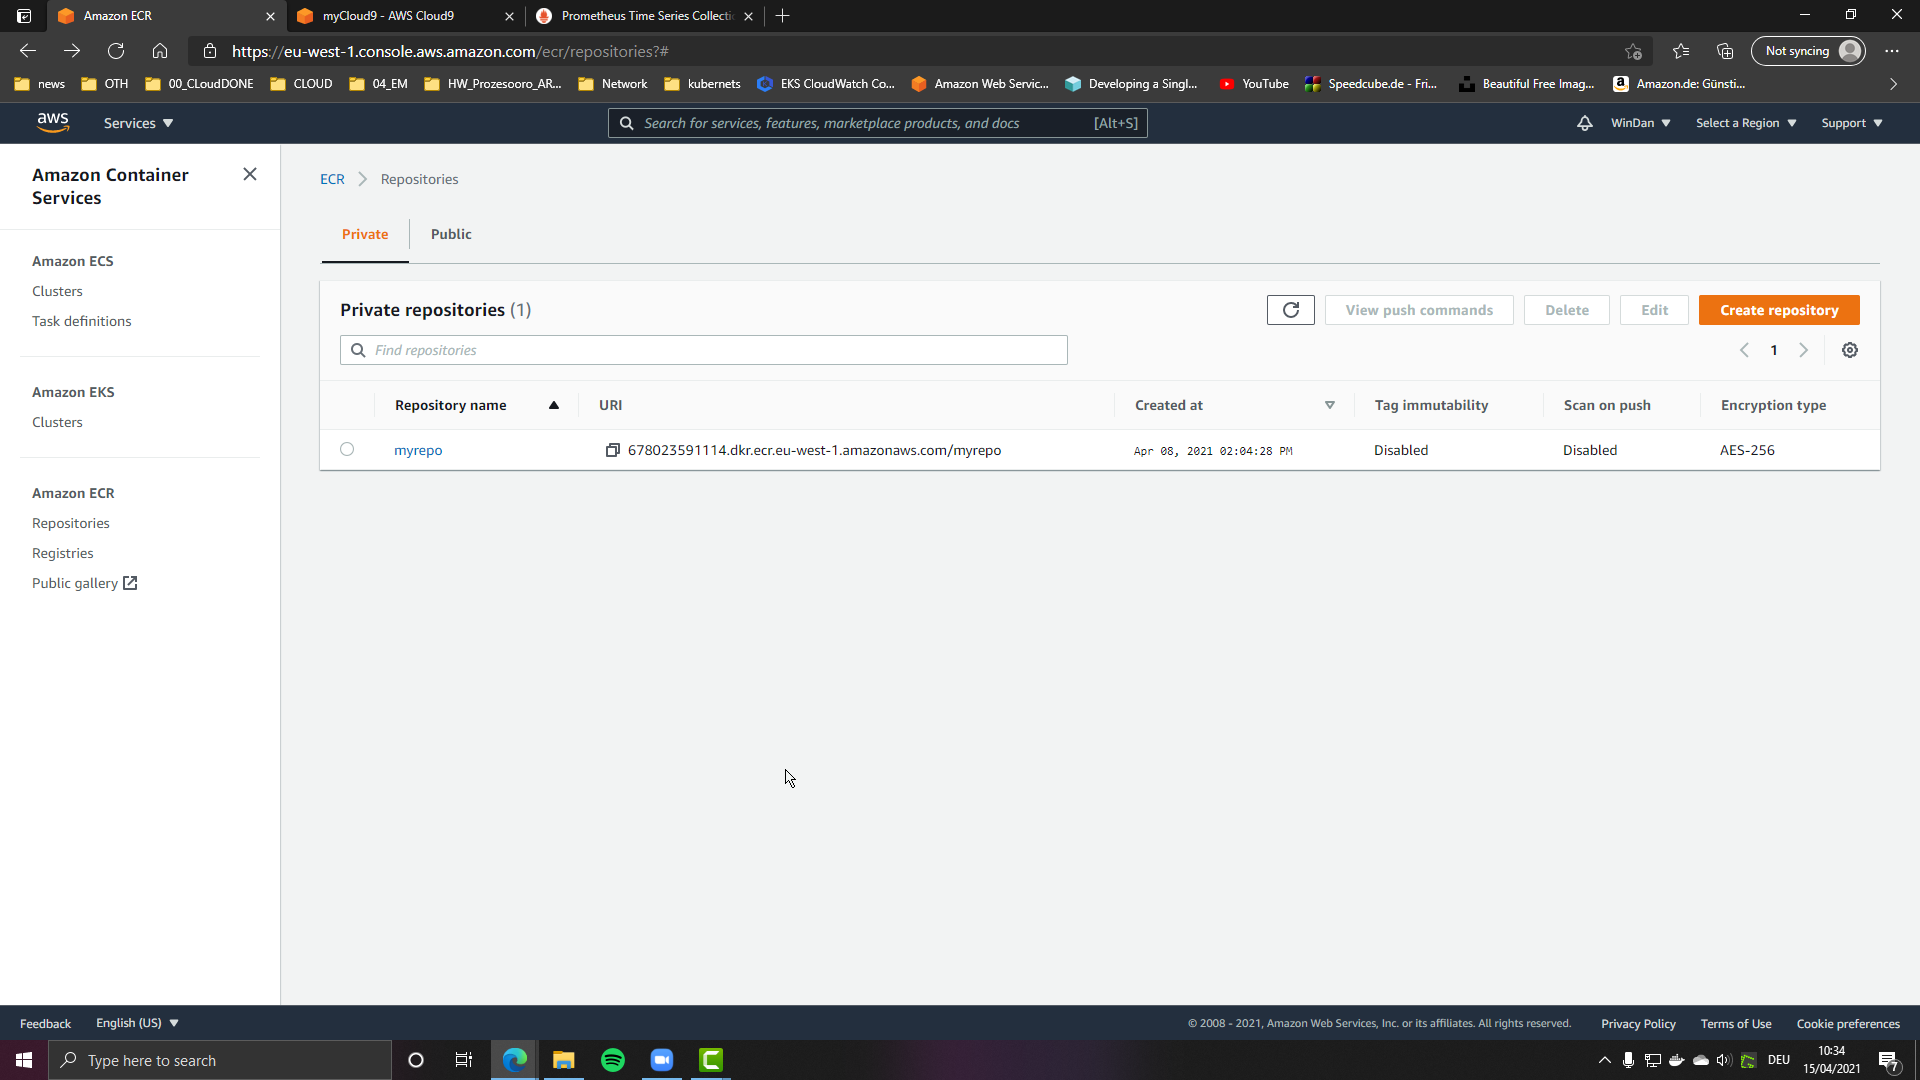 Amazon ECR
myCloud9 - AWS Cloud9
Prometheus Time Series Collecti
https://eu-west-1.console.aws.amazon.com/ecr/repositories?#
Not syncing
news
OTH
00_CLoudDONE
CLOUD
04_EM
HW_Prozesooro_AR...
Network
kubernets
EKS CloudWatch Co...
Amazon Web Servic...
Developing a Singl...
YouTube
Speedcube.de - Fri...
Beautiful Free Imag...
Amazon.de: Günsti...
aws
Services
Search for services, features, marketplace products, and docs
[Alt+S]
WinDan
Select a Region
Support
Amazon Container
Services
Amazon ECS
Clusters
Task definitions
Amazon EKS
Clusters
Amazon ECR
Repositories
Registries
Public gallery
ECR
Repositories
Private
Public
Private repositories (1)
View push commands
Delete
Edit
Create repository
Find repositories
1
Repository name
URI
Created at
Tag immutability
Scan on push
Encryption type
myrepo
678023591114.dkr.ecr.eu-west-1.amazonaws.com/myrepo
Apr 08, 2021 02:04:28 PM
Disabled
Disabled
AES-256
Feedback
English (US)
© 2008 - 2021, Amazon Web Services, Inc. or its affiliates. All rights reserved.
Privacy Policy
Terms of Use
Cookie preferences
Type here to search
DEU
10:34
15/04/2021
7